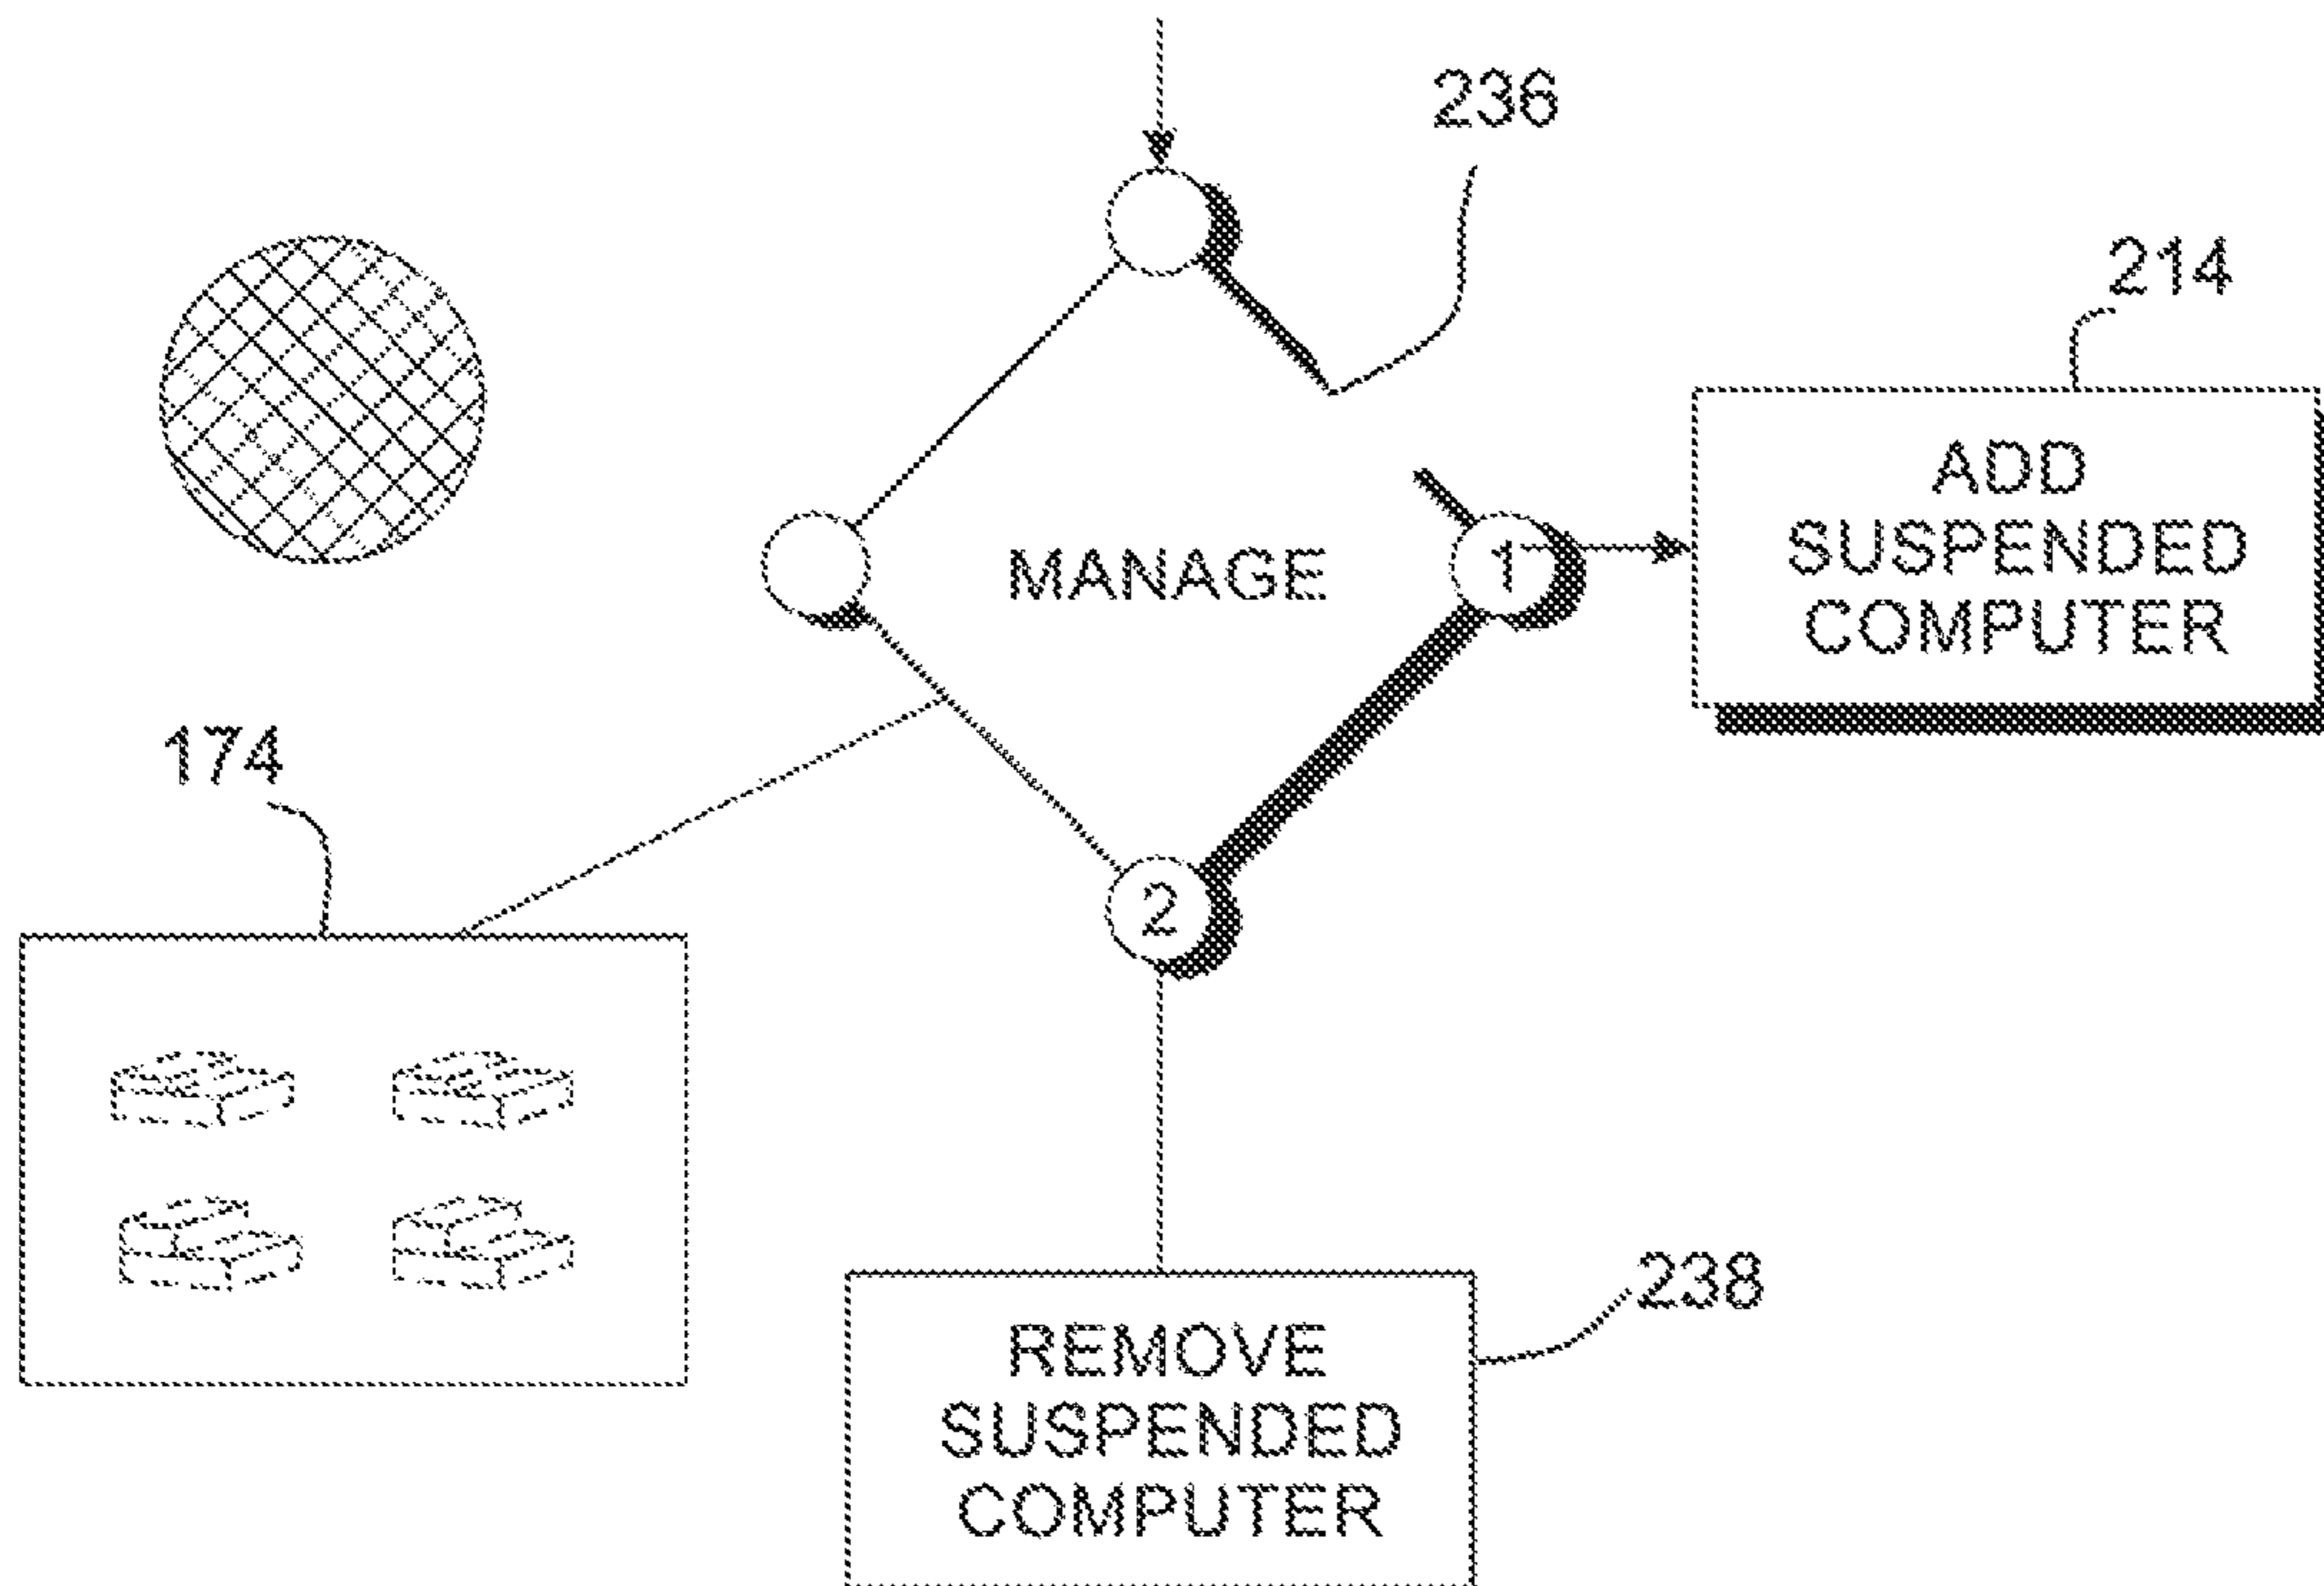 236
214
ADD
SUSPENDED
COMPUTER
MANAGE
1
174
2
238
REMOVE
SUSPENDED
COMPUTER